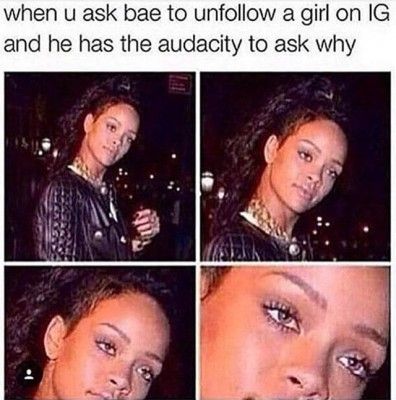 when u ask bae to unfollow a girl on IG
and he has the audacity to ask why